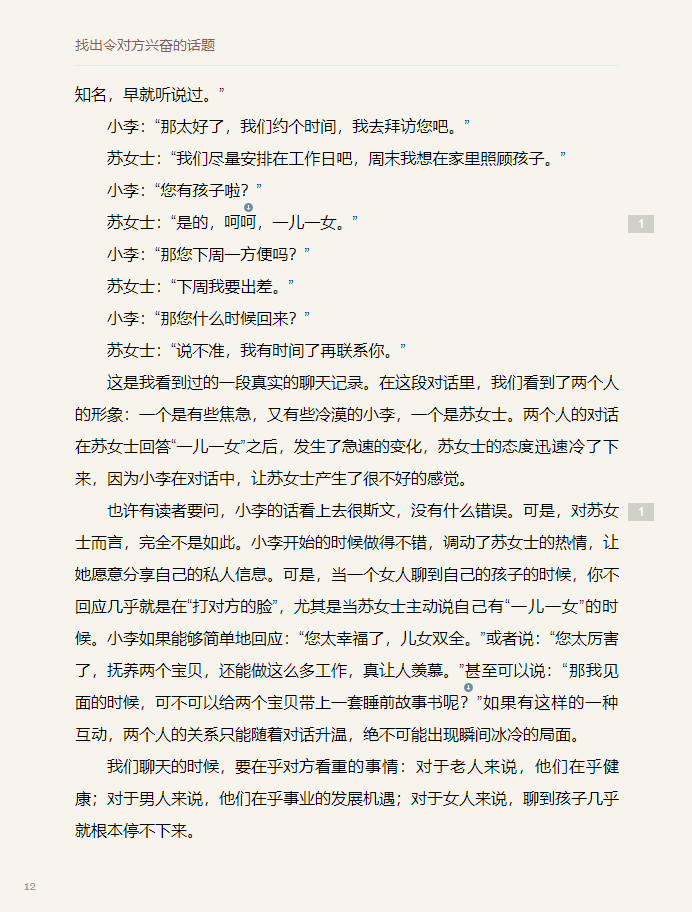 找出令对方兴奋的话题
知名，早就听说过。”
小李：“那太好了，我们约个时间，我去拜访您吧。”
苏女士：“我们尽量安排在工作日吧，周末我想在家里照顾孩子。”
小李：“您有孩子啦？”
苏女士：“是的，呵呵，一儿一女。”
1
小李：“那您下周一方便吗？”
苏女士：“下周我要出差。”
小李：“那您什么时候回来？”
苏女士：“说不准，我有时间了再联系你。”
这是我看到过的一段真实的聊天记录。在这段对话里，我们看到了两个人
的形象：一个是有些焦急，又有些冷漠的小李，一个是苏女士。两个人的对话
在苏女士回答“一儿一女”之后，发生了急速的变化，苏女士的态度迅速冷了下
来，因为小李在对话中，让苏女士产生了很不好的感觉。
也许有读者要问，小李的话看上去很斯文，没有什么错误。可是，对苏女
1
士而言，完全不是如此。小李开始的时候做得不错，调动了苏女士的热情，让
她愿意分享自己的私人信息。可是，当一个女人聊到自己的孩子的时候，你不
回应几乎就是在“打对方的脸”，尤其是当苏女士主动说自己有“一儿一女”的时
候。小李如果能够简单地回应：“您太幸福了，儿女双全。”或者说：“您太厉害
了，抚养两个宝贝，还能做这么多工作，真让人羡慕。”甚至可以说：“那我见
面的时候，可不可以给两个宝贝带上一套睡前故事书呢？”如果有这样的一种
互动，两个人的关系只能随着对话升温，绝不可能出现瞬间冰冷的局面。
我们聊天的时候，要在乎对方看重的事情：对于老人来说，他们在乎健
康；对于男人来说，他们在乎事业的发展机遇；对于女人来说，聊到孩子几乎
就根本停不下来。
12